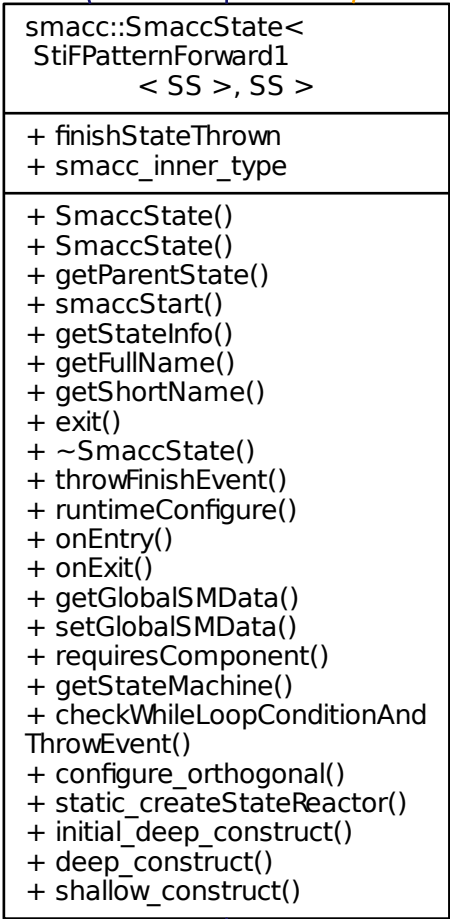 smacc::SmaccState<
StiFPatternForward1
< SS >, SS >
+ finishStateThrown
+ smacc_inner_type
+ SmaccState()
+ SmaccState()
+ getParentState()
+ smaccStart()
+ getStateInfo()
+ getFullName()
+ getShortName()
+ exit()
+ ~SmaccState()
+ throwFinishEvent()
+ runtimeConfigure()
+ onEntry()
+ onExit()
+ getGlobalSMData()
+ setGlobalSMData()
+ requiresComponent()
+ getStateMachine()
+ checkWhileLoopConditionAnd
ThrowEvent()
+ configure_orthogonal()
+ static_createStateReactor()
+ initial_deep_construct()
+ deep_construct()
+ shallow_construct()